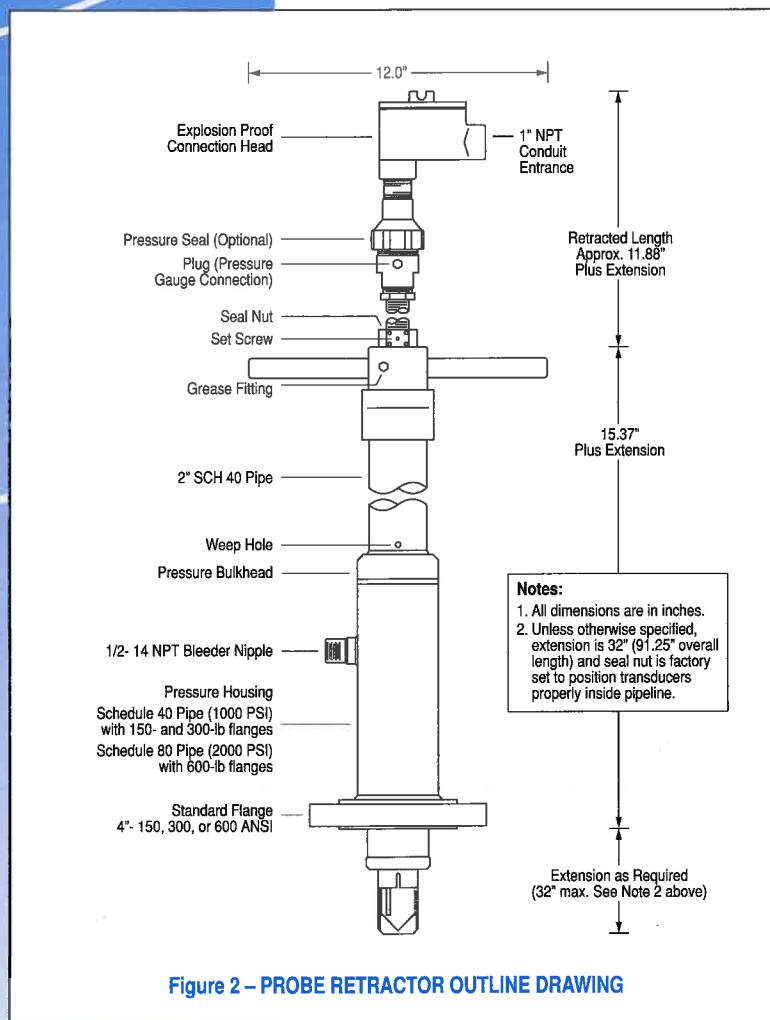 12.0"
Explosion Proof
Connection Head
1" NPT
Conduit
Entrance
Pressure Seal (Optional)
Plug (Pressure
Gauge Connection)
Seal Nut
Set Screw
Grease Fitting
Retracted Length
Approx. 11.88"
Plus Extension
15.37"
Plus Extension
2" SCH 40 Pipe
Weep Hole
Pressure Bulkhead
1/2- 14 NPT Bleeder Nipple
Pressure Housing
Schedule 40 Pipe (1000 PSI)
with 150- and 300-lb flanges
Schedule 80 Pipe (2000 PSI)
with 600-lb flanges
Standard Flange
4"- 150, 300, or 600 ANSI
Notes:
1. All dimensions are in inches.
2. Unless otherwise specified,
extension is 32" (91.25" overall
length) and seal nut is factory
set to position transducers
properly inside pipeline.
Extension as Required
(32" max. See Note 2 above)
Figure 2 – PROBE RETRACTOR OUTLINE DRAWING